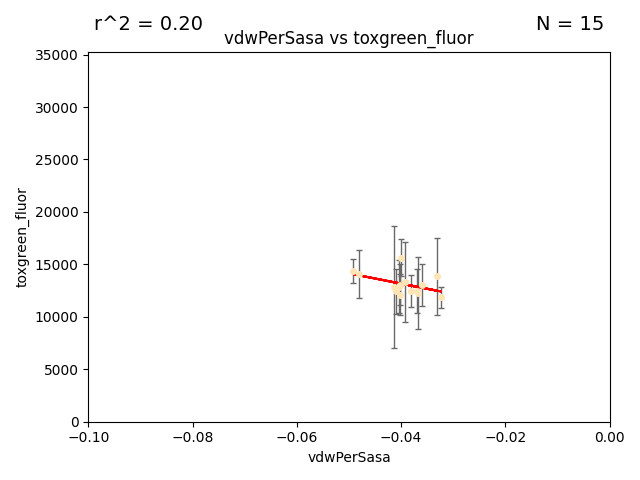 r^2 = 0.20
N = 15
vdwPerSasa vs toxgreen_fluor
35000
30000
25000
20000
15000
10000
5000
0
toxgreen_fluor
−0.10
−0.08
−0.06
−0.04
−0.02
0.00
vdwPerSasa